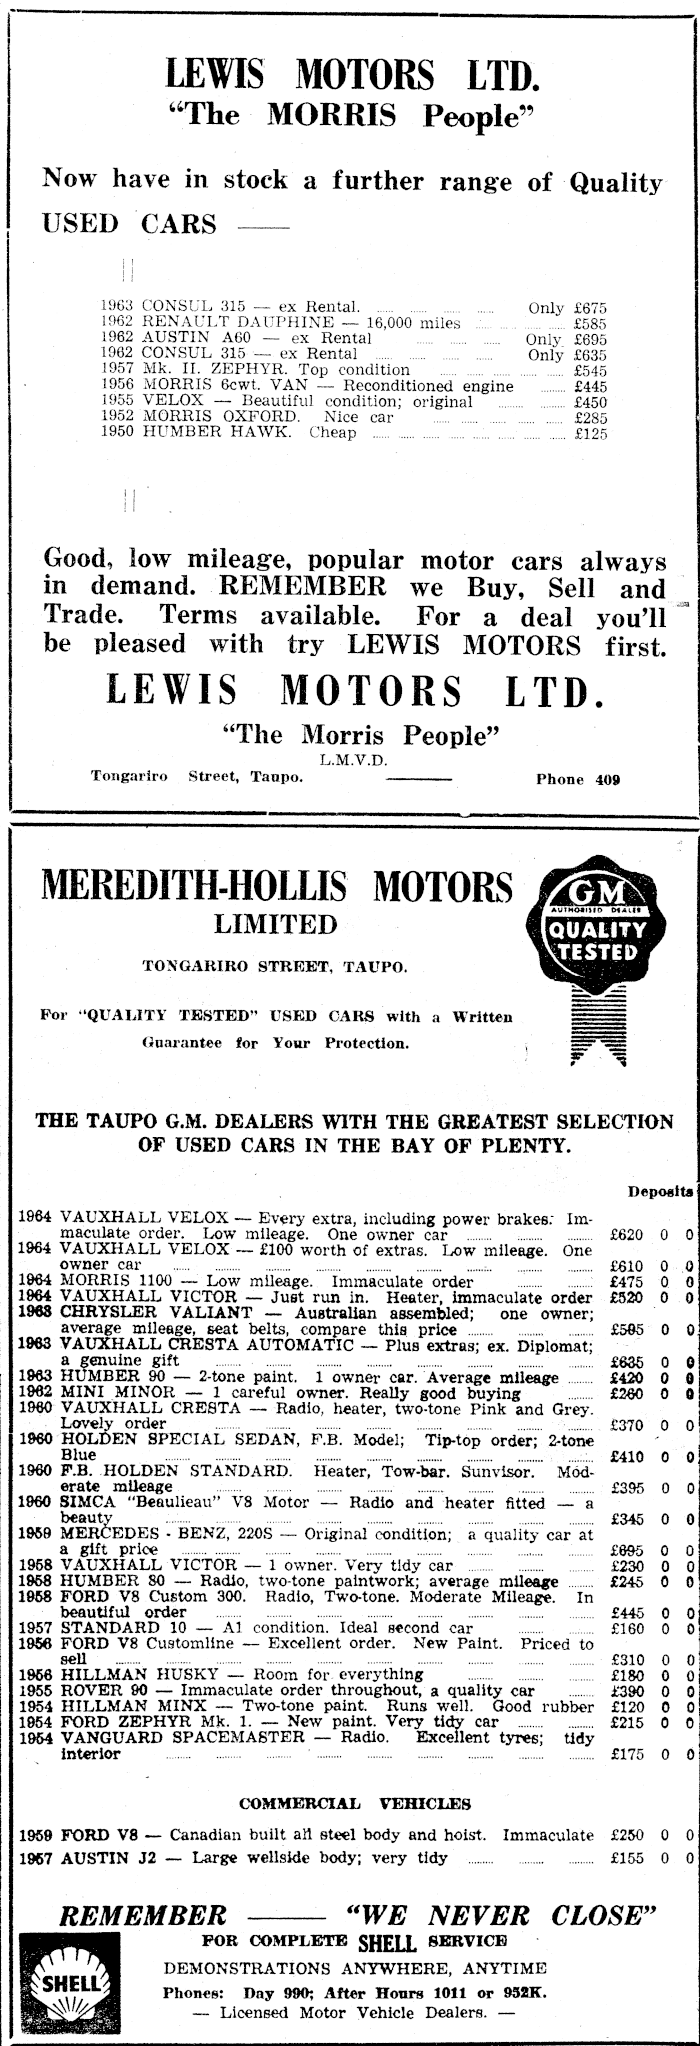 LEWIS MOTORS LTD.
“The MORRIS People”
Now have in stock a further range of Quality
USED CARS —
1963 CONSUL 315 — ex Rental. Only £675
1962 RENAULT DAUPHINE — 16,000 miles £585
1962 AUSTIN A60 — ex Rental Only £695
1962 CONSUL 315 — ex Rental Only £635
1957 Mk. II. ZEPHYR. Top condition £545
1956 MORRIS 6cwt. VAN — Reconditioned engine £445
1955 VELOX — Beautiful condition; original £450
1952 MORRIS OXFORD. Nice car £285
1950 HUMBER HAWK. Cheap £125
Good, low mileage, popular motor cars always
in demand. REMEMBER we Buy, Sell and
Trade. Terms available. For a deal you’ll
be pleased with try LEWIS MOTORS first.
LEWIS MOTORS LTD.
“The Morris People”
L.M.V.D.
Tongariro Street, Taupo. — Phone 409
MEREDITH-HOLLIS MOTORS
LIMITED
TONGARIRO STREET, TAUPO.
For “QUALITY TESTED” USED CARS with a Written
Guarantee for Your Protection.
GM
AUTHORISED DEALER
QUALITY
TESTED
THE TAUPO G.M. DEALERS WITH THE GREATEST SELECTION
OF USED CARS IN THE BAY OF PLENTY.
Deposits
1964 VAUXHALL VELOX — Every extra, including power brakes. Im-
maculate order. Low mileage. One owner car £620 0 0
1964 VAUXHALL VELOX — £100 worth of extras. Low mileage. One
owner car £610 0 0
1964 MORRIS 1100 — Low mileage. Immaculate order £475 0 0
1964 VAUXHALL VICTOR — Just run in. Heater, immaculate order £520 0 0
1963 CHRYSLER VALIANT — Australian assembled; one owner;
average mileage, seat belts, compare this price £595 0 0
1963 VAUXHALL CRESTA AUTOMATIC — Plus extras; ex. Diplomat;
a genuine gift £635 0 0
1963 HUMBER 90 — 2-tone paint. 1 owner car. Average mileage £420 0 0
1962 MINI MINOR — 1 careful owner. Really good buying £260 0 0
1960 VAUXHALL CRESTA — Radio, heater, two-tone Pink and Grey.
Lovely order £370 0 0
1960 HOLDEN SPECIAL SEDAN, F.B. Model; Tip-top order; 2-tone
Blue £410 0 0
1960 F.B. HOLDEN STANDARD. Heater, Tow-bar. Sunvisor. Mod-
erate mileage £395 0 0
1960 SIMCA “Beaulieau” V8 Motor — Radio and heater fitted — a
beauty £345 0 0
1959 MERCEDES - BENZ, 220S — Original condition; a quality car at
a gift price £695 0 0
1958 VAUXHALL VICTOR — 1 owner. Very tidy car £230 0 0
1958 HUMBER 80 — Radio, two-tone paintwork; average mileage £245 0 0
1958 FORD V8 Custom 300. Radio, Two-tone. Moderate Mileage. In
beautiful order £445 0 0
1957 STANDARD 10 — A1 condition. Ideal second car £160 0 0
1956 FORD V8 Customline — Excellent order. New Paint. Priced to
sell £310 0 0
1956 HILLMAN HUSKY — Room for everything £180 0 0
1955 ROVER 90 — Immaculate order throughout, a quality car £390 0 0
1954 HILLMAN MINX — Two-tone paint. Runs well. Good rubber £120 0 0
1954 FORD ZEPHYR Mk. 1. — New paint. Very tidy car £215 0 0
1954 VANGUARD SPACEMASTER — Radio. Excellent tyres; tidy
interior £175 0 0
COMMERCIAL VEHICLES
1959 FORD V8 — Canadian built all steel body and hoist. Immaculate £250 0 0
1957 AUSTIN J2 — Large wellside body; very tidy £155 0 0
REMEMBER — “WE NEVER CLOSE”
FOR COMPLETE SHELL SERVICE
DEMONSTRATIONS ANYWHERE, ANYTIME
Phones: Day 990; After Hours 1011 or 952K.
— Licensed Motor Vehicle Dealers. —
SHELL